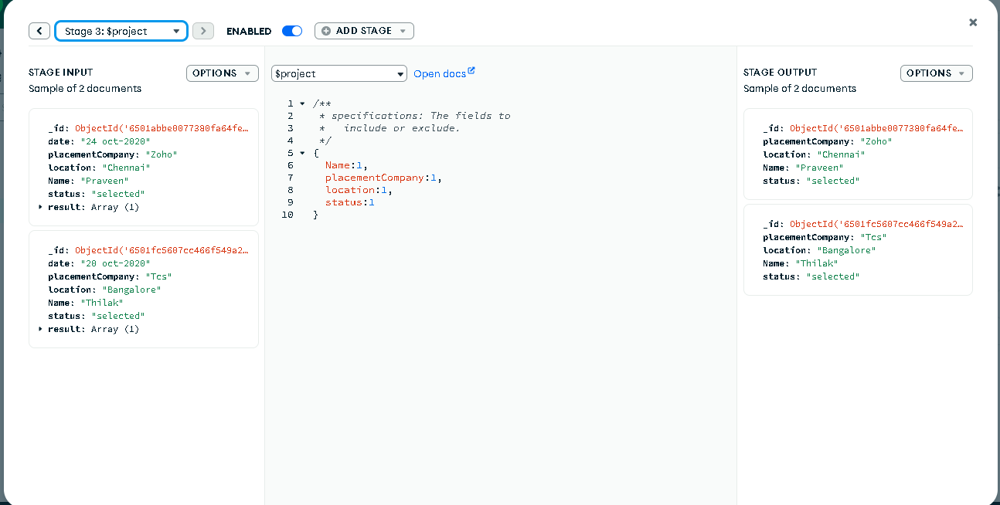 Stage 3: $project
ENABLED
ADD STAGE
STAGE INPUT
OPTIONS
Sample of 2 documents
_id: ObjectId('6501abbe0077380fa64fe…
date: "24 oct-2020"
placementCompany: "Zoho"
location: "Chennai"
Name: "Praveen"
status: "selected"
result: Array (1)
_id: ObjectId('6501fc5607cc466f549a2…
date: "20 oct-2020"
placementCompany: "Tcs"
location: "Bangalore"
Name: "Thilak"
status: "selected"
result: Array (1)
$project
Open docs
1 /**
2 * specifications: The fields to
3 *   include or exclude.
4 */
5 {
6 Name:1,
7 placementCompany:1,
8 location:1,
9 status:1
10 }
STAGE OUTPUT
OPTIONS
Sample of 2 documents
_id: ObjectId('6501abbe0077380fa64fe…
placementCompany: "Zoho"
location: "Chennai"
Name: "Praveen"
status: "selected"
_id: ObjectId('6501fc5607cc466f549a2…
placementCompany: "Tcs"
location: "Bangalore"
Name: "Thilak"
status: "selected"